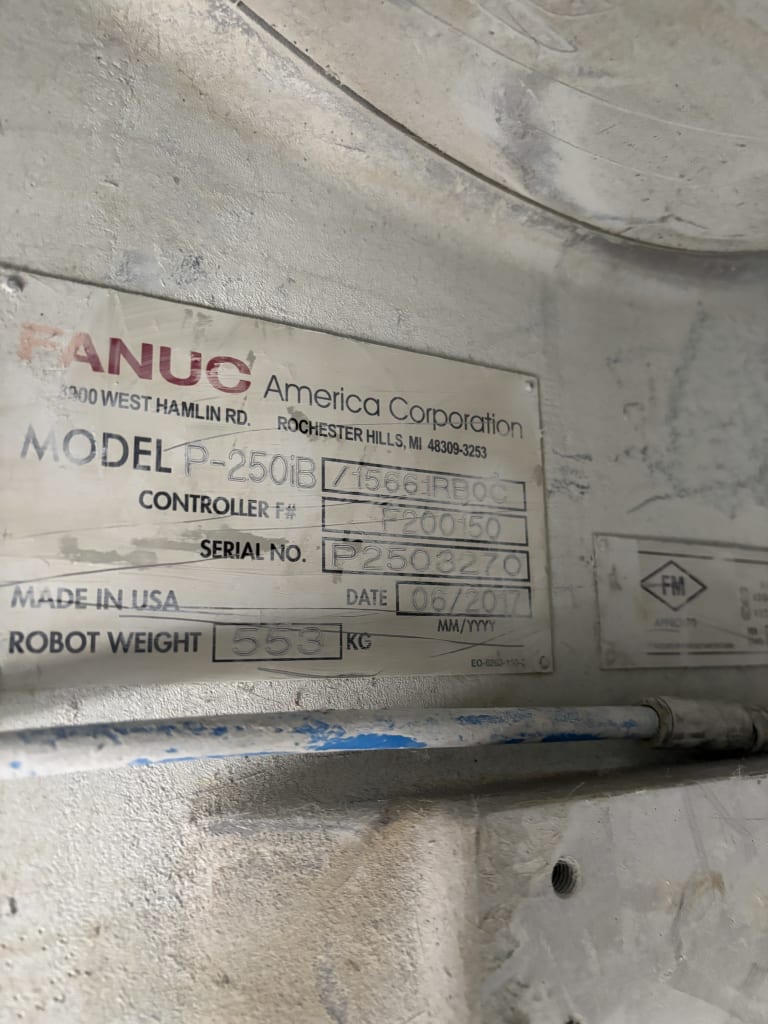 FANUC America Corporation
3900 WEST HAMLIN RD. ROCHESTER HILLS, MI 48309-3253
MODEL P-250iB /15661RB0C
CONTROLLER F# F200150
SERIAL NO. P2503270
MADE IN USA DATE 06/2017
MM/YYYY
ROBOT WEIGHT 553 KG
FM
APPROVED